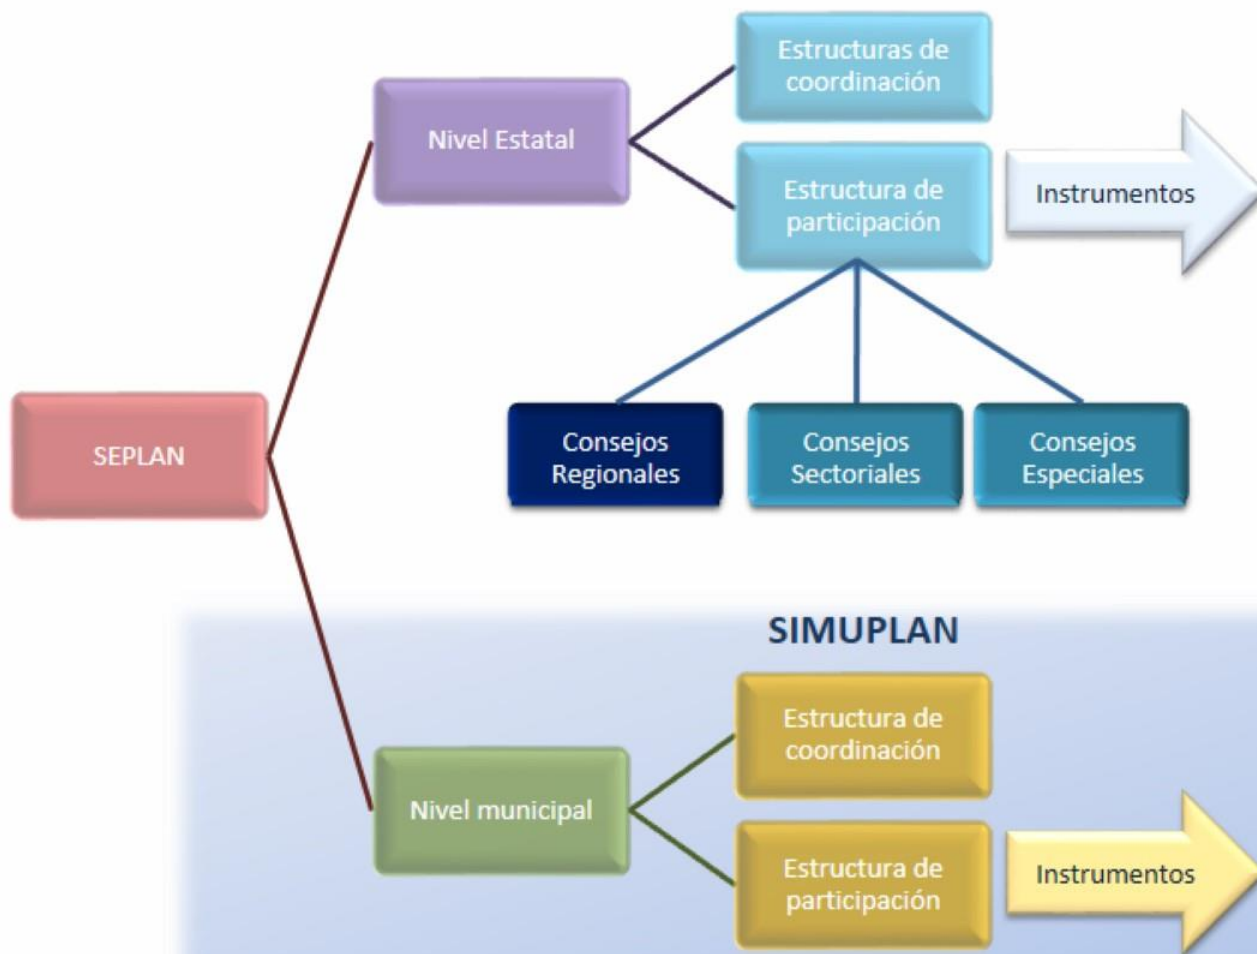 Estructuras de
coordinación
Nivel Estatal
Estructura de
participación
Instrumentos
SEPLAN
Consejos
Regionales
Consejos
Sectoriales
Consejos
Especiales
SIMUPLAN
Estructura de
coordinación
Nivel municipal
Estructura de
participación
Instrumentos